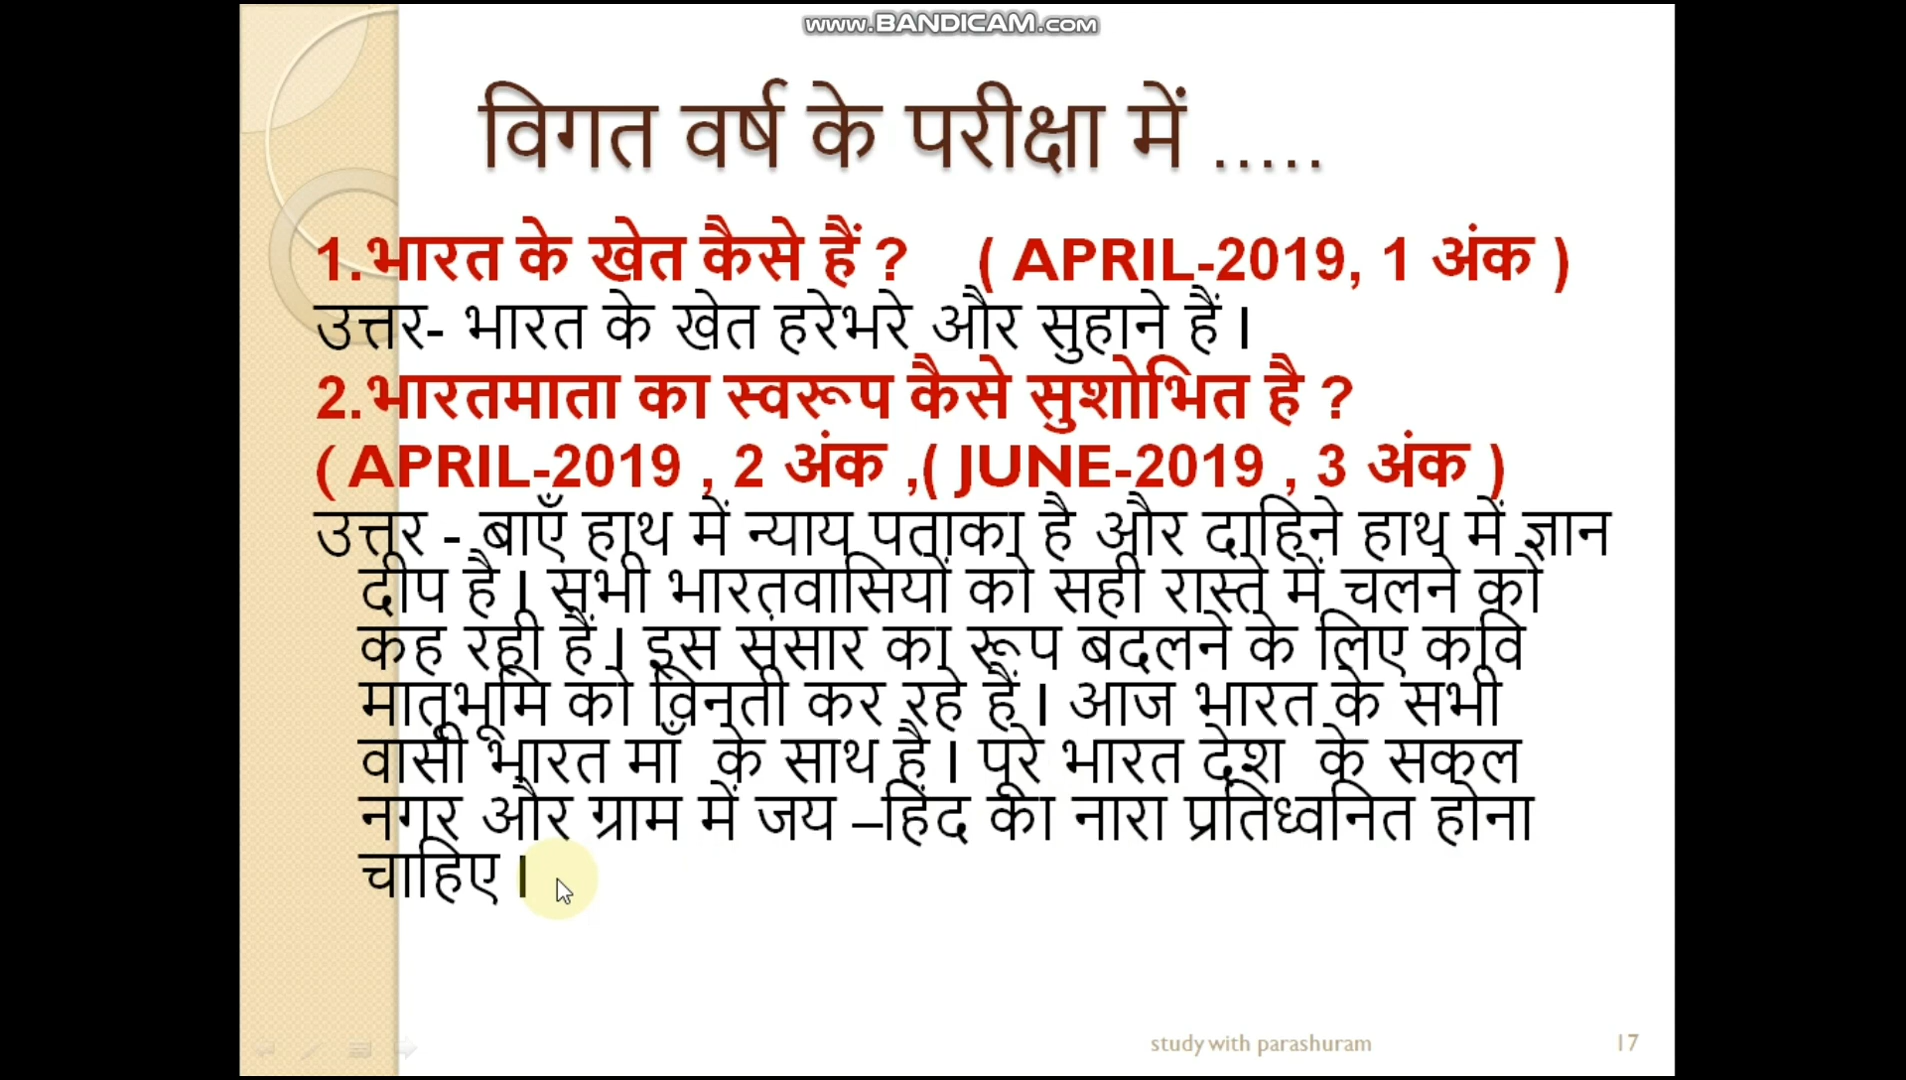 www.BANDICAM.com
विगत वर्ष के परीक्षा में .....
1.भारत के खेत कैसे हैं ? ( APRIL-2019, 1 अंक )
उत्तर- भारत के खेत हरेभरे और सुहाने हैं ।
2.भारतमाता का स्वरूप कैसे सुशोभित है ?
( APRIL-2019 , 2 अंक ,( JUNE-2019 , 3 अंक )
उत्तर - बाएँ हाथ में न्याय पताका है और दाहिने हाथ में ज्ञान
दीप है । सभी भारतवासियों को सही रास्ते में चलने को
कह रही हैं । इस संसार का रूप बदलने के लिए कवि
मातृभूमि को विनती कर रहे हैं । आज भारत के सभी
वासी भारत माँ के साथ है । पूरे भारत देश के सकल
नगर और ग्राम में जय –हिंद का नारा प्रतिध्वनित होना
चाहिए ।
study with parashuram 17